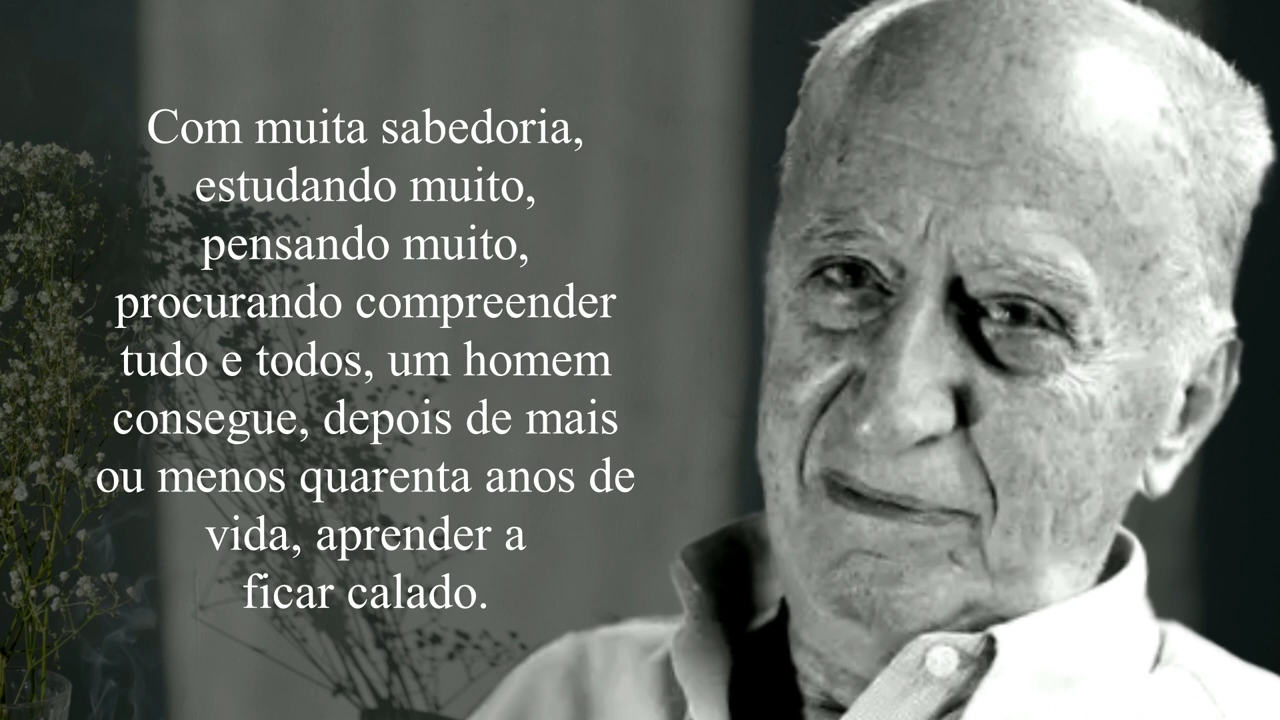 Com muita sabedoria,
estudando muito,
pensando muito,
procurando compreender
tudo e todos, um homem
consegue, depois de mais
ou menos quarenta anos de
vida, aprender a
ficar calado.